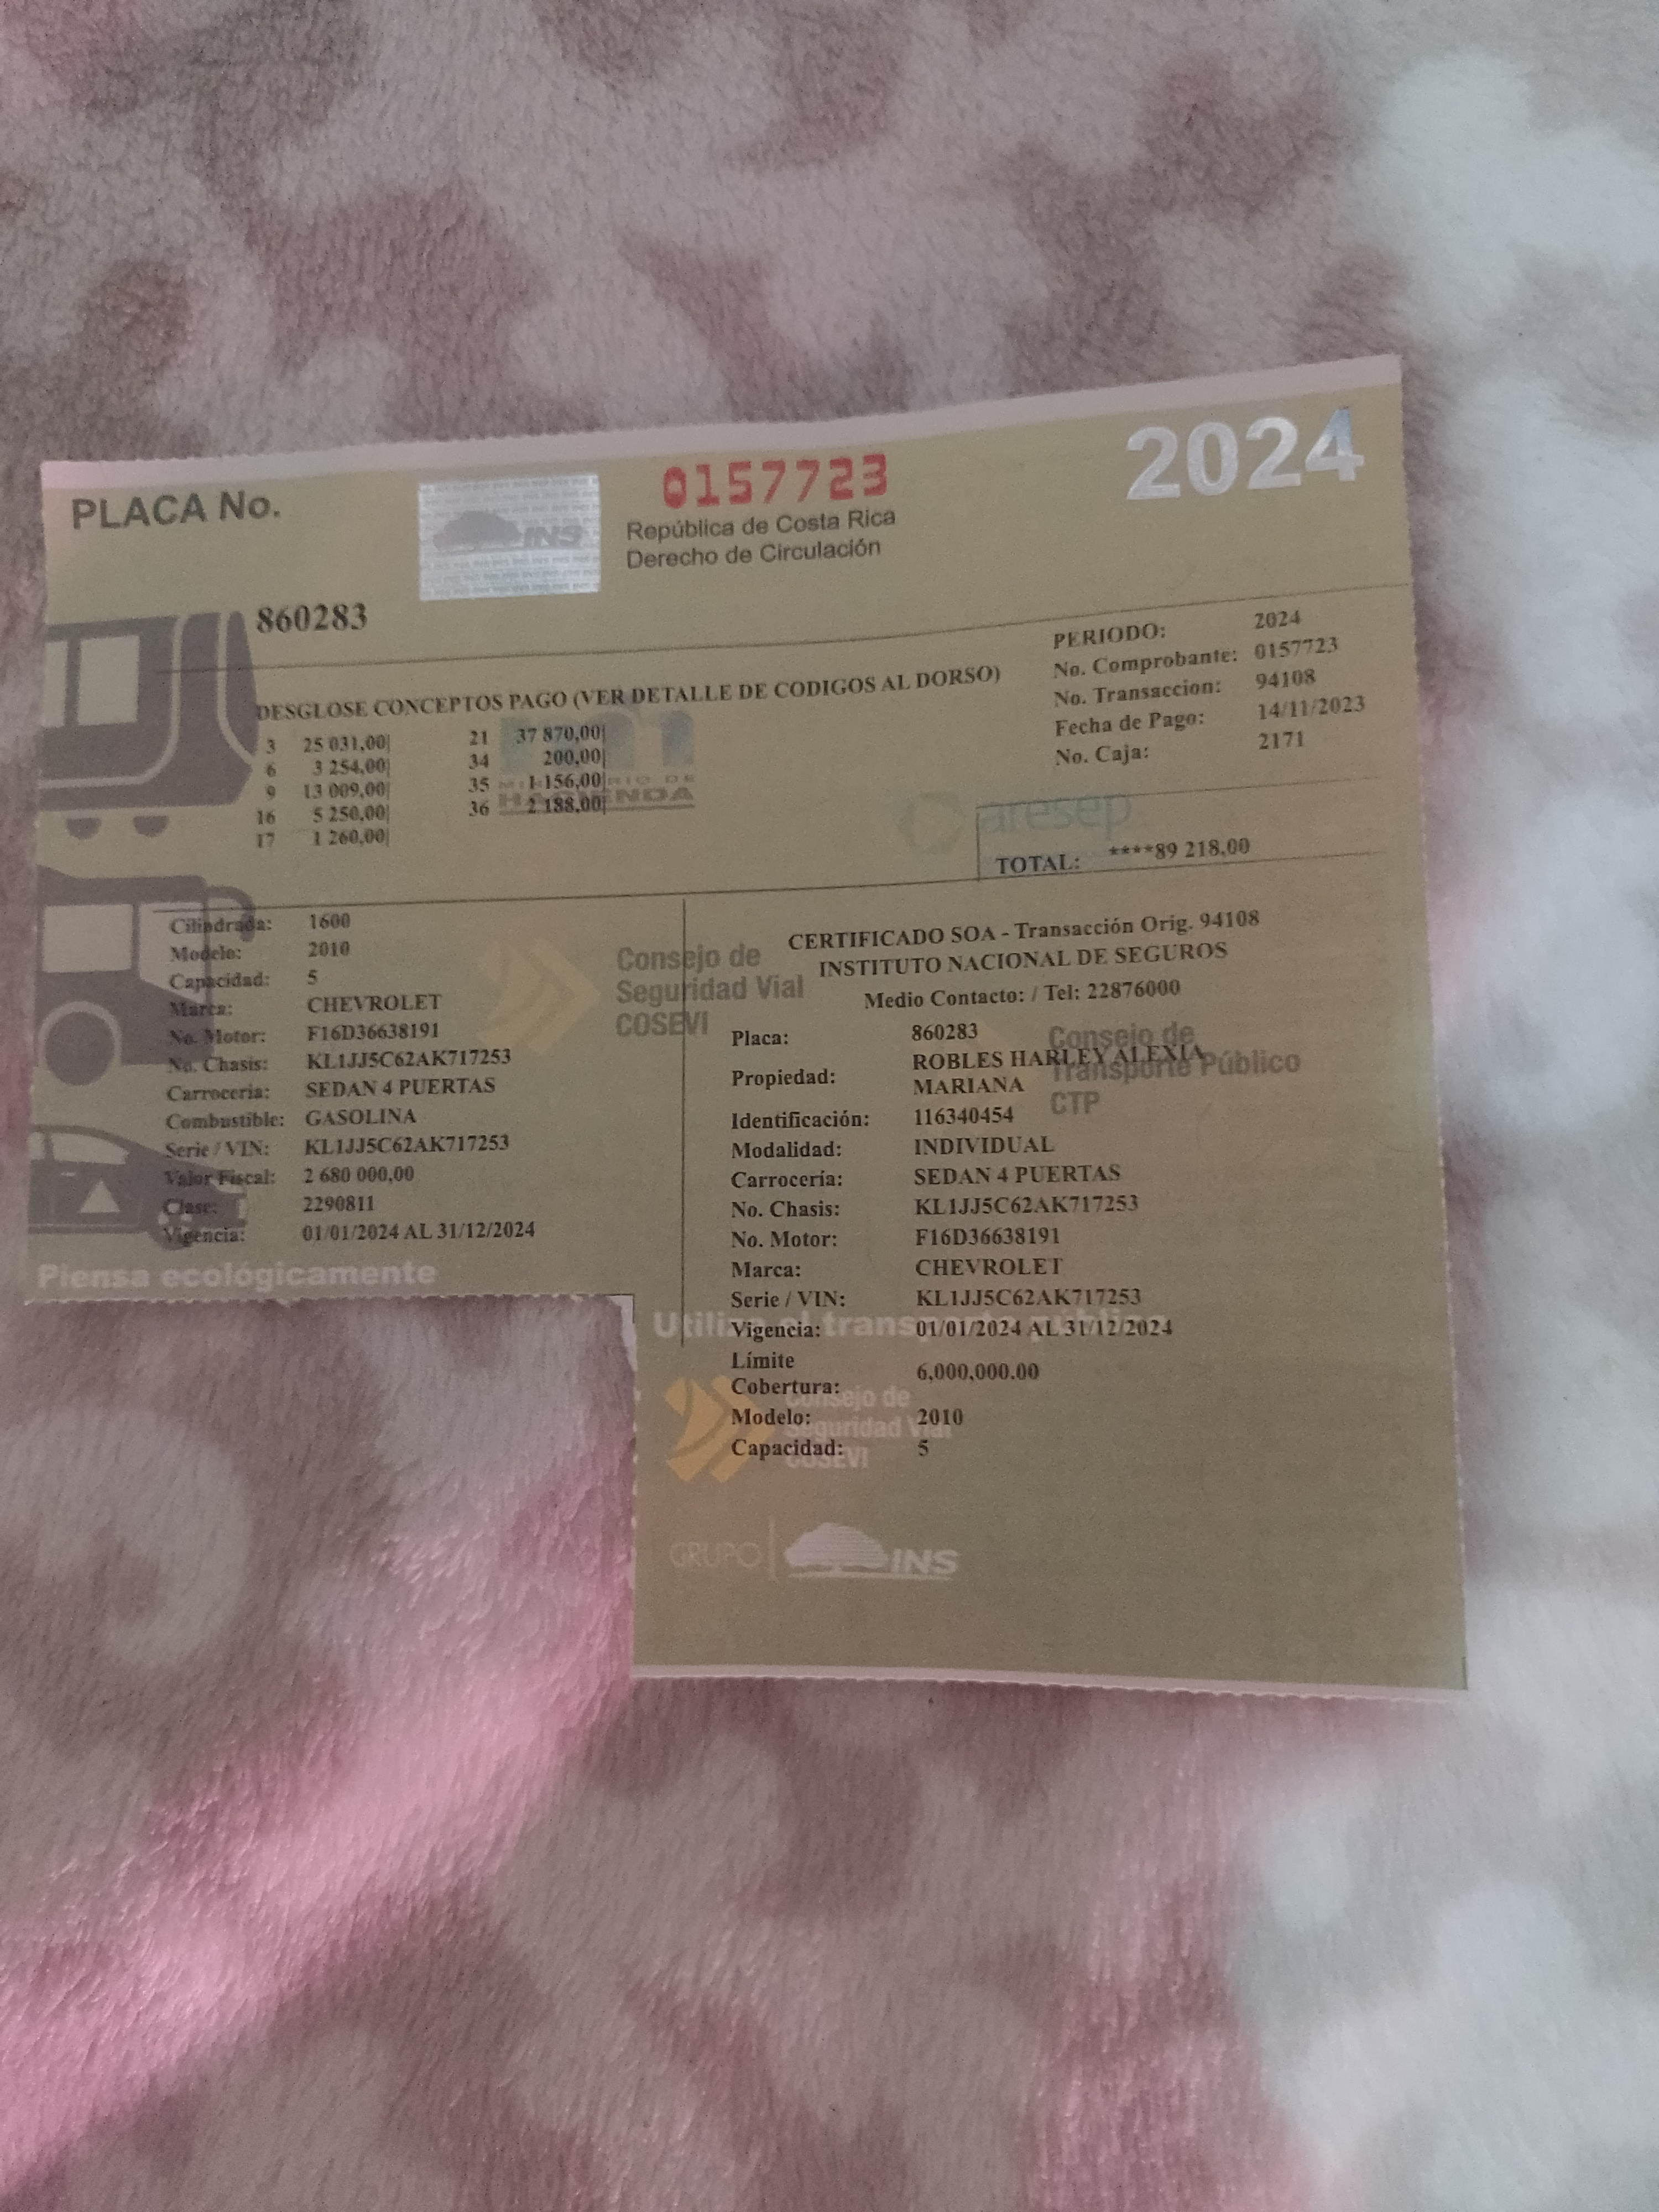 PLACA No.
INS
0157723
República de Costa Rica
Derecho de Circulación
2024
860283
PERIODO: 2024
No. Comprobante: 0157723
No. Transaccion: 94108
Fecha de Pago: 14/11/2023
No. Caja: 2171
DESGLOSE CONCEPTOS PAGO (VER DETALLE DE CODIGOS AL DORSO)
3 25 031,00| 21 37 870,00|
6 3 254,00| 34 200,00|
9 13 009,00| 35 1 156,00|
16 5 250,00| 36 2 188,00|
17 1 260,00|
HACIENDA
aresep
TOTAL: ****89 218,00
Cilindrada: 1600
Modelo: 2010
Capacidad: 5
Marca: CHEVROLET
No. Motor: F16D36638191
No. Chasis: KL1JJ5C62AK717253
Carroceria: SEDAN 4 PUERTAS
Combustible: GASOLINA
Serie / VIN: KL1JJ5C62AK717253
Valor Fiscal: 2 680 000,00
Clase: 2290811
Vigencia: 01/01/2024 AL 31/12/2024
Piensa ecológicamente
Consejo de
Seguridad Vial
COSEVI
CERTIFICADO SOA - Transacción Orig. 94108
INSTITUTO NACIONAL DE SEGUROS
Medio Contacto: / Tel: 22876000
Consejo de
Transporte Público
CTP
Placa: 860283
Propiedad: ROBLES HARLEY ALEXIA
MARIANA
Identificación: 116340454
Modalidad: INDIVIDUAL
Carrocería: SEDAN 4 PUERTAS
No. Chasis: KL1JJ5C62AK717253
No. Motor: F16D36638191
Marca: CHEVROLET
Serie / VIN: KL1JJ5C62AK717253
Vigencia: 01/01/2024 AL 31/12/2024
Límite
Cobertura: 6,000,000.00
Modelo: 2010
Capacidad: 5
Consejo de
Seguridad Vial
COSEVI
GRUPO INS